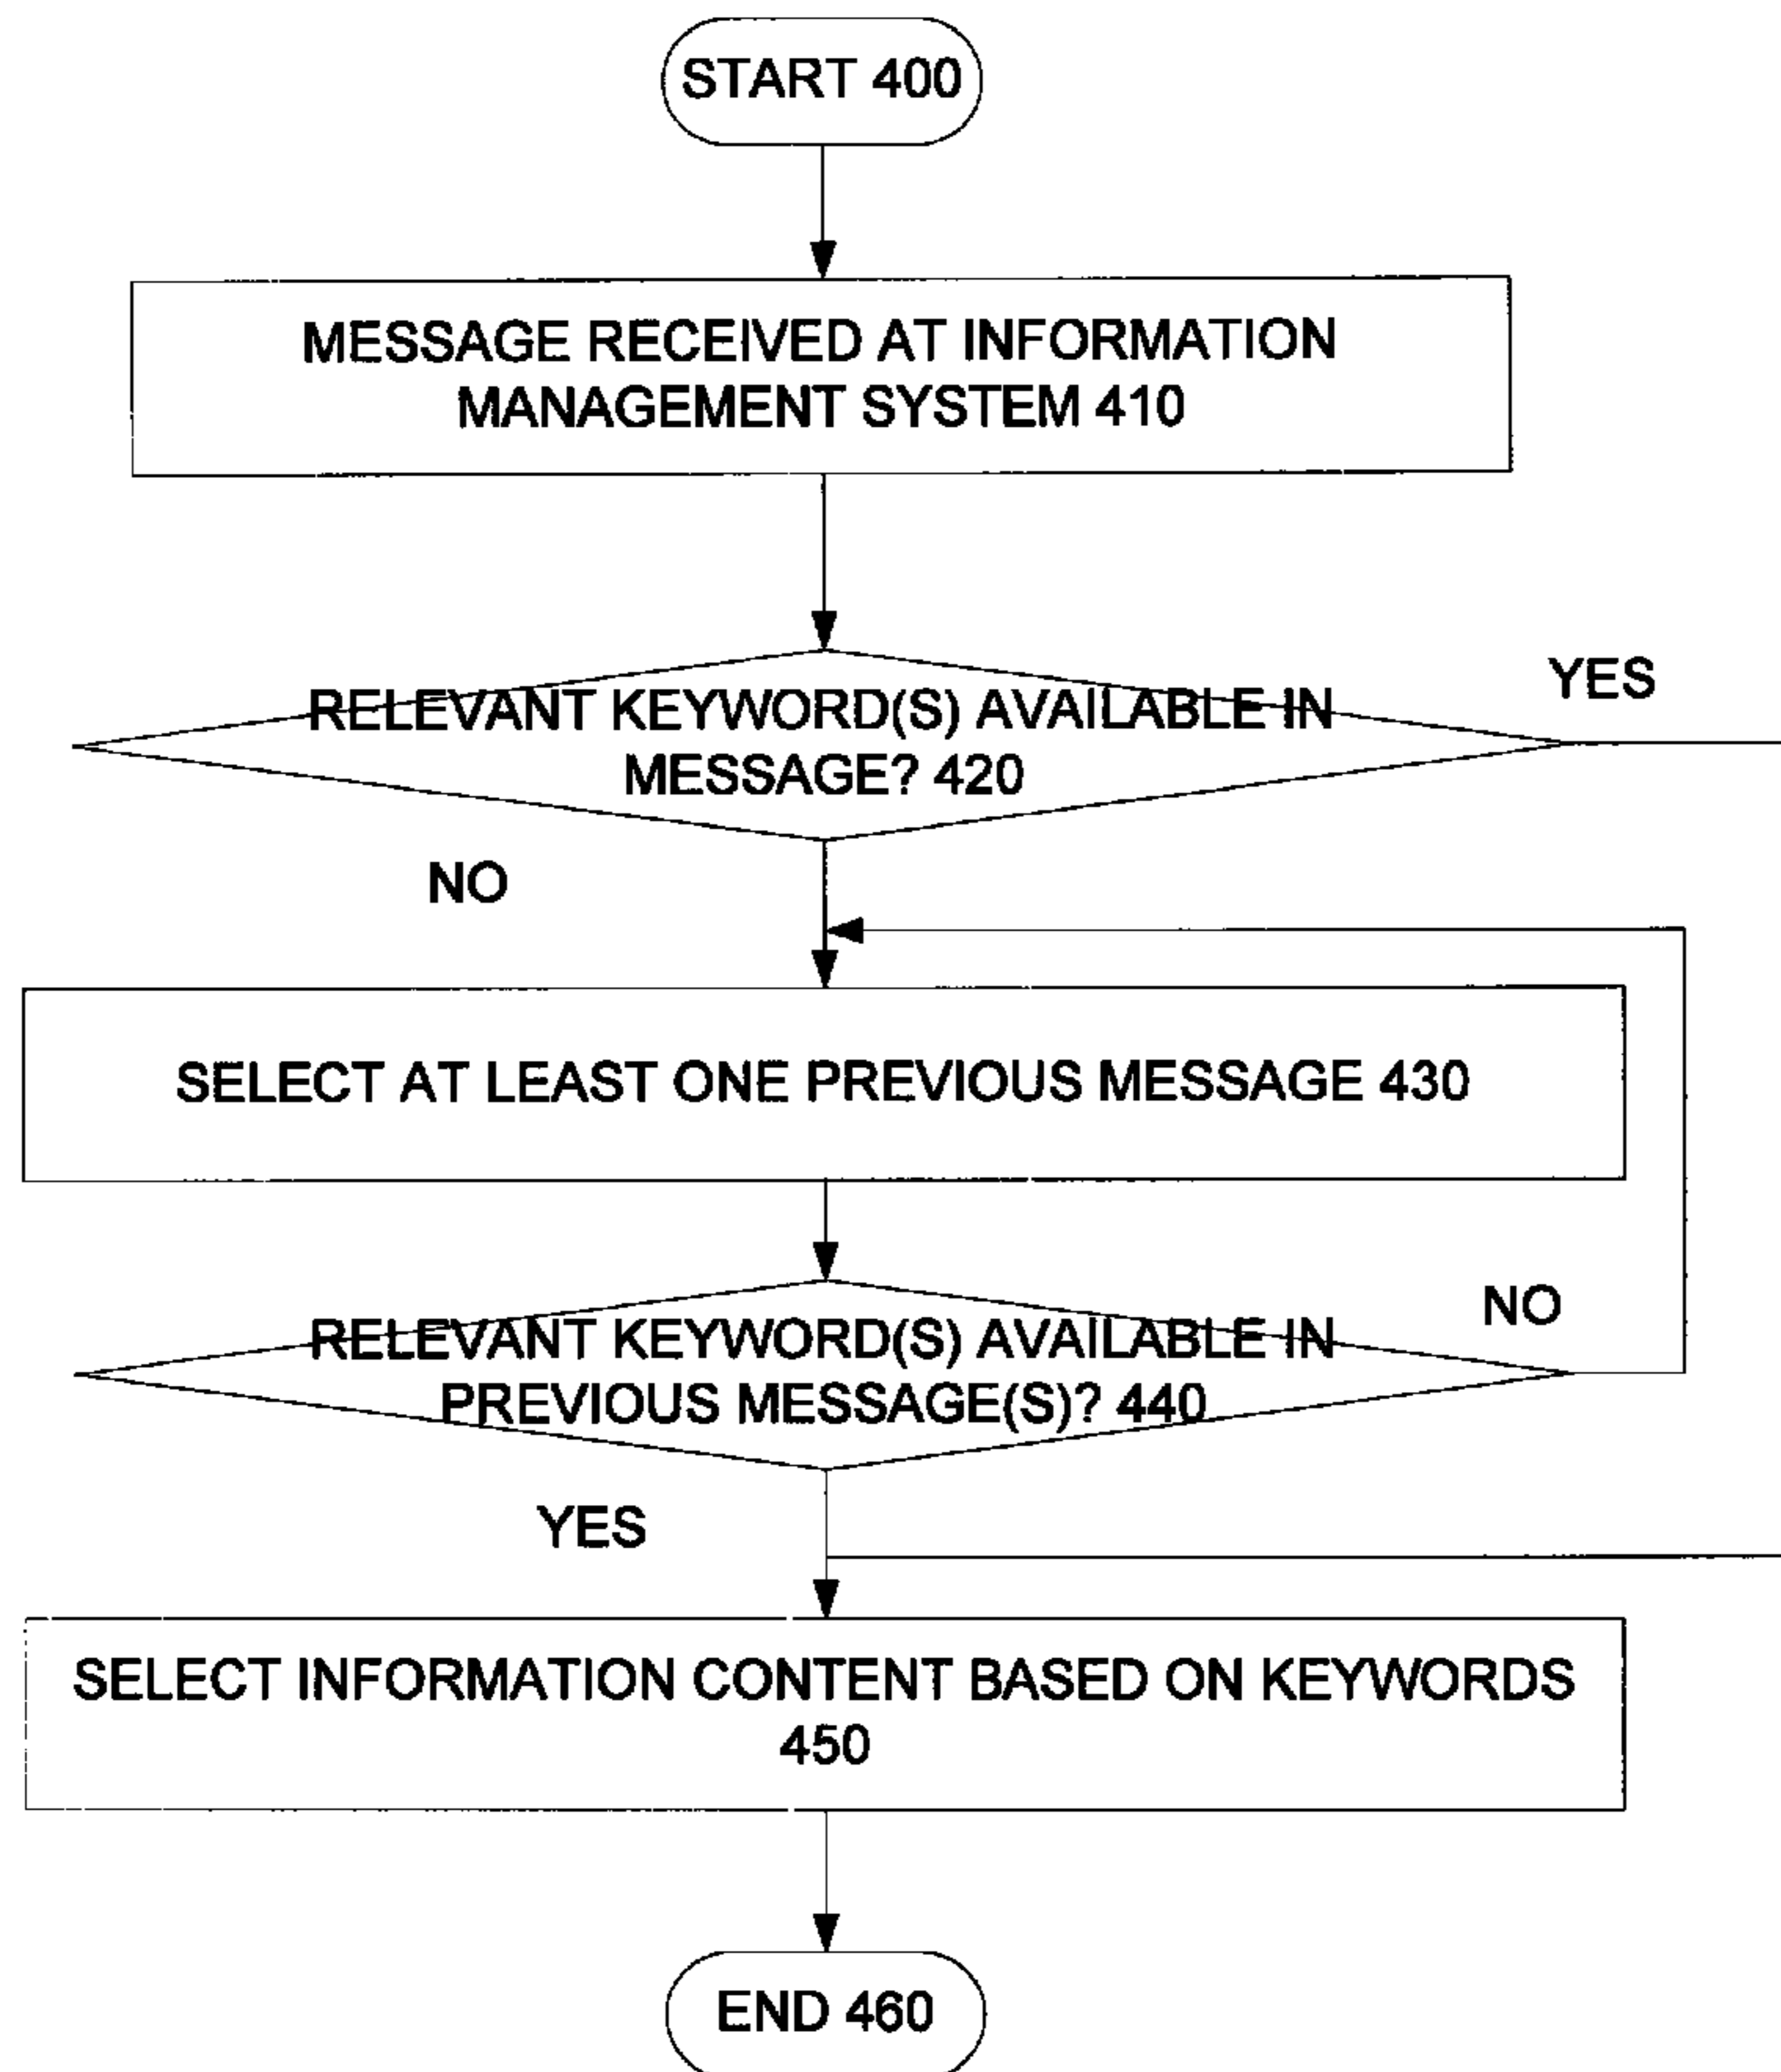 START 400
MESSAGE RECEIVED AT INFORMATION
MANAGEMENT SYSTEM 410
RELEVANT KEYWORD(S) AVAILABLE IN
MESSAGE? 420
YES
NO
SELECT AT LEAST ONE PREVIOUS MESSAGE 430
RELEVANT KEYWORD(S) AVAILABLE IN
PREVIOUS MESSAGE(S)? 440
NO
YES
SELECT INFORMATION CONTENT BASED ON KEYWORDS
450
END 460